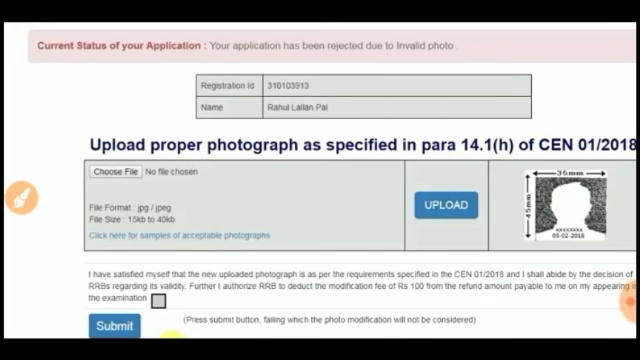 Current Status of your Application : Your application has been rejected due to Invalid photo .
Registration Id 310103913
Name Rahul Lallan Pal
Upload proper photograph as specified in para 14.1(h) of CEN 01/2018
Choose File No file chosen
File Format : jpg / jpeg
File Size : 15kb to 40kb
Click here for samples of acceptable photographs
UPLOAD
35mm
45mm
xxxxxxxx
05-02-2018
I have satisfied myself that the new uploaded photograph is as per the requirements specified in the CEN 01/2018 and I shall abide by the decision of
RRBs regarding its validity. Further I authorize RRB to deduct the modification fee of Rs 100 from the refund amount payable to me on my appearing in
the examination.
Submit (Press submit button, failing which the photo modification will not be considered)